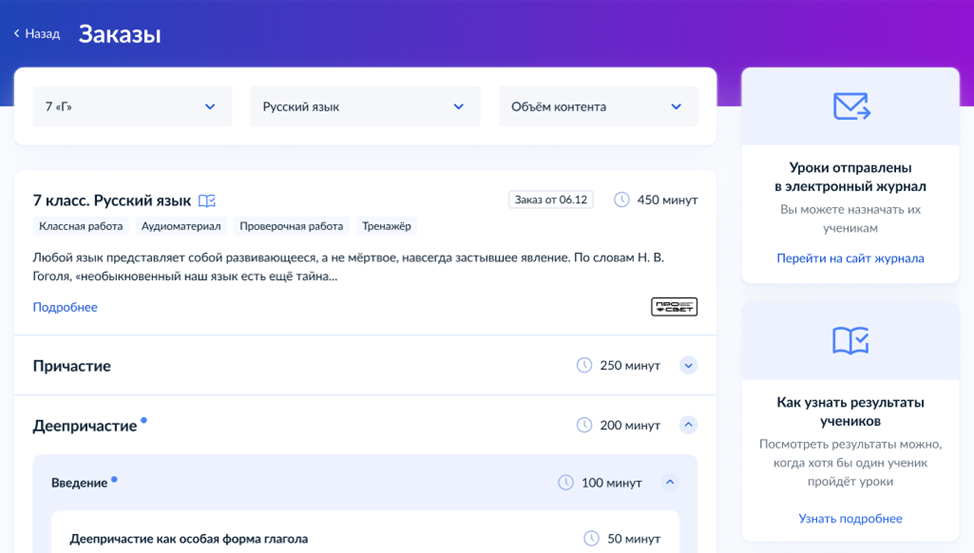 Назад
Заказы
7 «Г»
Русский язык
Объём контента
7 класс. Русский язык
Заказ от 06.12
450 минут
Классная работа
Аудиоматериал
Проверочная работа
Тренажёр
Любой язык представляет собой развивающееся, а не мёртвое, навсегда застывшее явление. По словам Н. В.
Гоголя, «необыкновенный наш язык есть ещё тайна...
Подробнее
ПРО
СВЕТ
Причастие
250 минут
Деепричастие
200 минут
Введение
100 минут
Деепричастие как особая форма глагола
50 минут
Уроки отправлены
в электронный журнал
Вы можете назначать их
ученикам
Перейти на сайт журнала
Как узнать результаты
учеников
Посмотреть результаты можно,
когда хотя бы один ученик
пройдёт уроки
Узнать подробнее